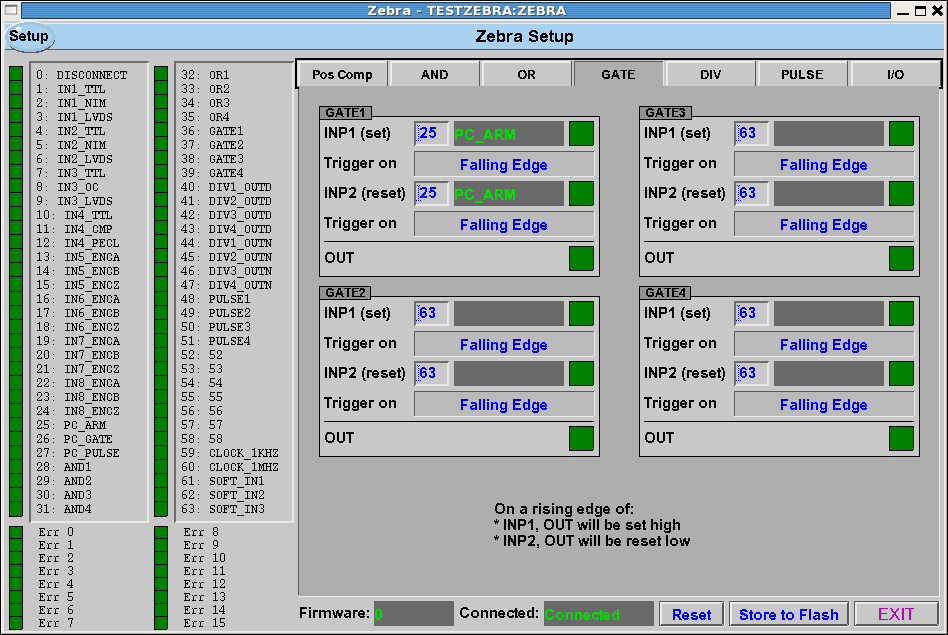 Zebra - TESTZEBRA:ZEBRA
Setup
Zebra Setup
0: DISCONNECT
1: IN1_TTL
2: IN1_NIM
3: IN1_LVDS
4: IN2_TTL
5: IN2_NIM
6: IN2_LVDS
7: IN3_TTL
8: IN3_OC
9: IN3_LVDS
10: IN4_TTL
11: IN4_CMP
12: IN4_PECL
13: IN5_ENCA
14: IN5_ENCB
15: IN5_ENCZ
16: IN6_ENCA
17: IN6_ENCB
18: IN6_ENCZ
19: IN7_ENCA
20: IN7_ENCB
21: IN7_ENCZ
22: IN8_ENCA
23: IN8_ENCB
24: IN8_ENCZ
25: PC_ARM
26: PC_GATE
27: PC_PULSE
28: AND1
29: AND2
30: AND3
31: AND4
32: OR1
33: OR2
34: OR3
35: OR4
36: GATE1
37: GATE2
38: GATE3
39: GATE4
40: DIV1_OUTD
41: DIV2_OUTD
42: DIV3_OUTD
43: DIV4_OUTD
44: DIV1_OUTN
45: DIV2_OUTN
46: DIV3_OUTN
47: DIV4_OUTN
48: PULSE1
49: PULSE2
50: PULSE3
51: PULSE4
52: 52
53: 53
54: 54
55: 55
56: 56
57: 57
58: 58
59: CLOCK_1KHZ
60: CLOCK_1MHZ
61: SOFT_IN1
62: SOFT_IN2
63: SOFT_IN3
Err 0
Err 1
Err 2
Err 3
Err 4
Err 5
Err 6
Err 7
Err 8
Err 9
Err 10
Err 11
Err 12
Err 13
Err 14
Err 15
Pos Comp AND OR GATE DIV PULSE I/O
GATE1
INP1 (set) 25 PC_ARM
Trigger on Falling Edge
INP2 (reset) 25 PC_ARM
Trigger on Falling Edge
OUT
GATE3
INP1 (set) 63
Trigger on Falling Edge
INP2 (reset) 63
Trigger on Falling Edge
OUT
GATE2
INP1 (set) 63
Trigger on Falling Edge
INP2 (reset) 63
Trigger on Falling Edge
OUT
GATE4
INP1 (set) 63
Trigger on Falling Edge
INP2 (reset) 63
Trigger on Falling Edge
OUT
On a rising edge of:
* INP1, OUT will be set high
* INP2, OUT will be reset low
Firmware: 0 Connected: Connected Reset Store to Flash EXIT